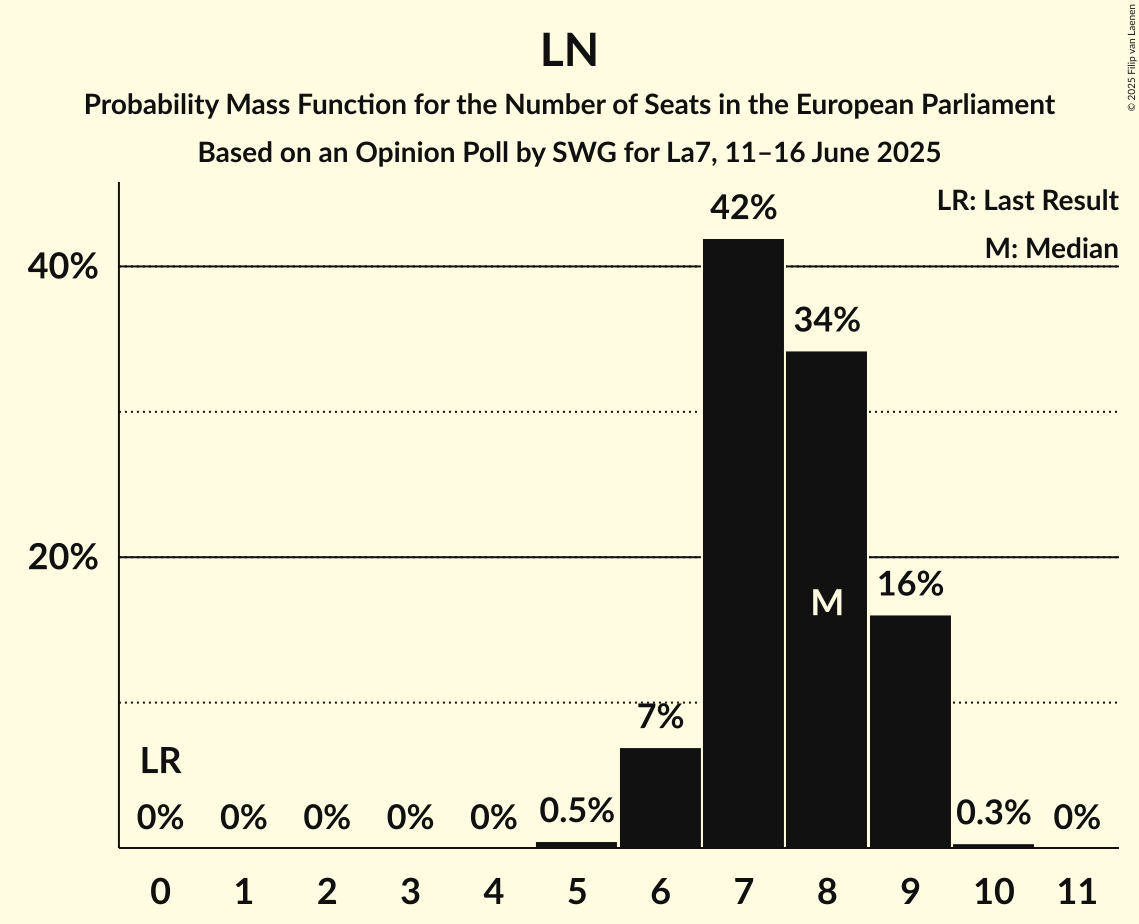 LN
Probability Mass Function for the Number of Seats in the European Parliament
Based on an Opinion Poll by SWG for La7, 11–16 June 2025
© 2025 Filip van Laenen
LR: Last Result
M: Median
40%
20%
LR
M
0%
0%
0%
0%
0%
0.5%
7%
42%
34%
16%
0.3%
0%
0 1 2 3 4 5 6 7 8 9 10 11